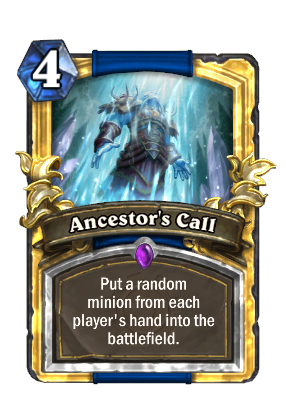 4
Ancestor's Call
Put a random
minion from each
player's hand into the
battlefield.